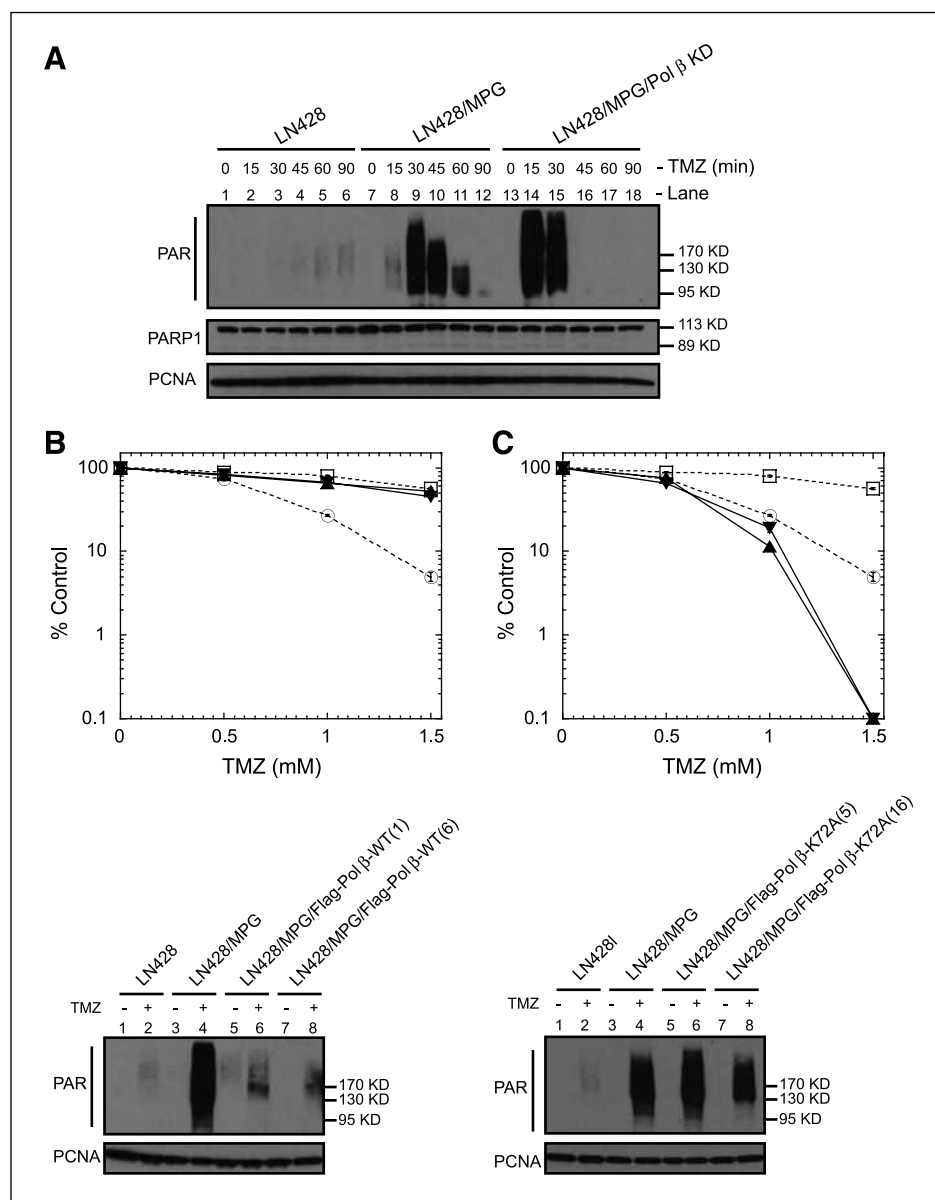 A
LN428
LN428/MPG
LN428/MPG/Pol β KD
0 15 30 45 60 90 0 15 30 45 60 90 0 15 30 45 60 90 - TMZ (min)
1 2 3 4 5 6 7 8 9 10 11 12 13 14 15 16 17 18 - Lane
PAR
170 KD
130 KD
95 KD
PARP1
113 KD
89 KD
PCNA
B
100
10
1
0.1
% Control
0 0.5 1 1.5
TMZ (mM)
C
100
10
1
0.1
% Control
0 0.5 1 1.5
TMZ (mM)
LN428
LN428/MPG
LN428/MPG/Flag-Pol β-WT(1)
LN428/MPG/Flag-Pol β-WT(6)
TMZ - + - + - + - +
1 2 3 4 5 6 7 8
PAR
170 KD
130 KD
95 KD
PCNA
LN428I
LN428/MPG
LN428/MPG/Flag-Pol β-K72A(5)
LN428/MPG/Flag-Pol β-K72A(16)
TMZ - + - + - + - +
1 2 3 4 5 6 7 8
PAR
170 KD
130 KD
95 KD
PCNA